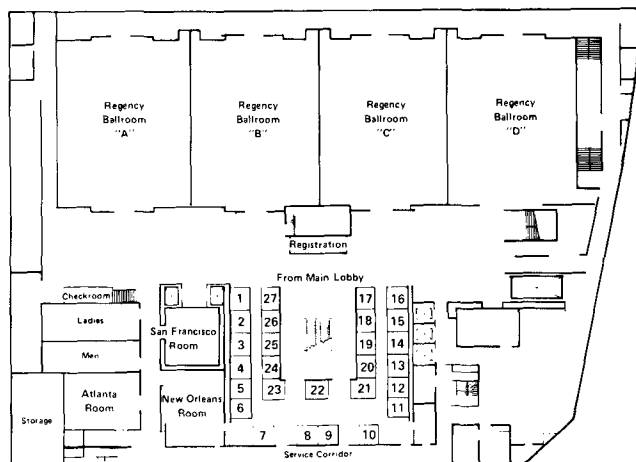 Regency
Ballroom
"A"
Regency
Ballroom
"B"
Regency
Ballroom
"C"
Regency
Ballroom
"D"
Registration
From Main Lobby
Checkroom
Ladies
Men
Atlanta
Room
Storage
San Francisco
Room
New Orleans
Room
1 27 17 16
2 26 18 15
3 25 19 14
4 24 20 13
5 23 22 21 12
6 11
7 8 9 10
Service Corridor